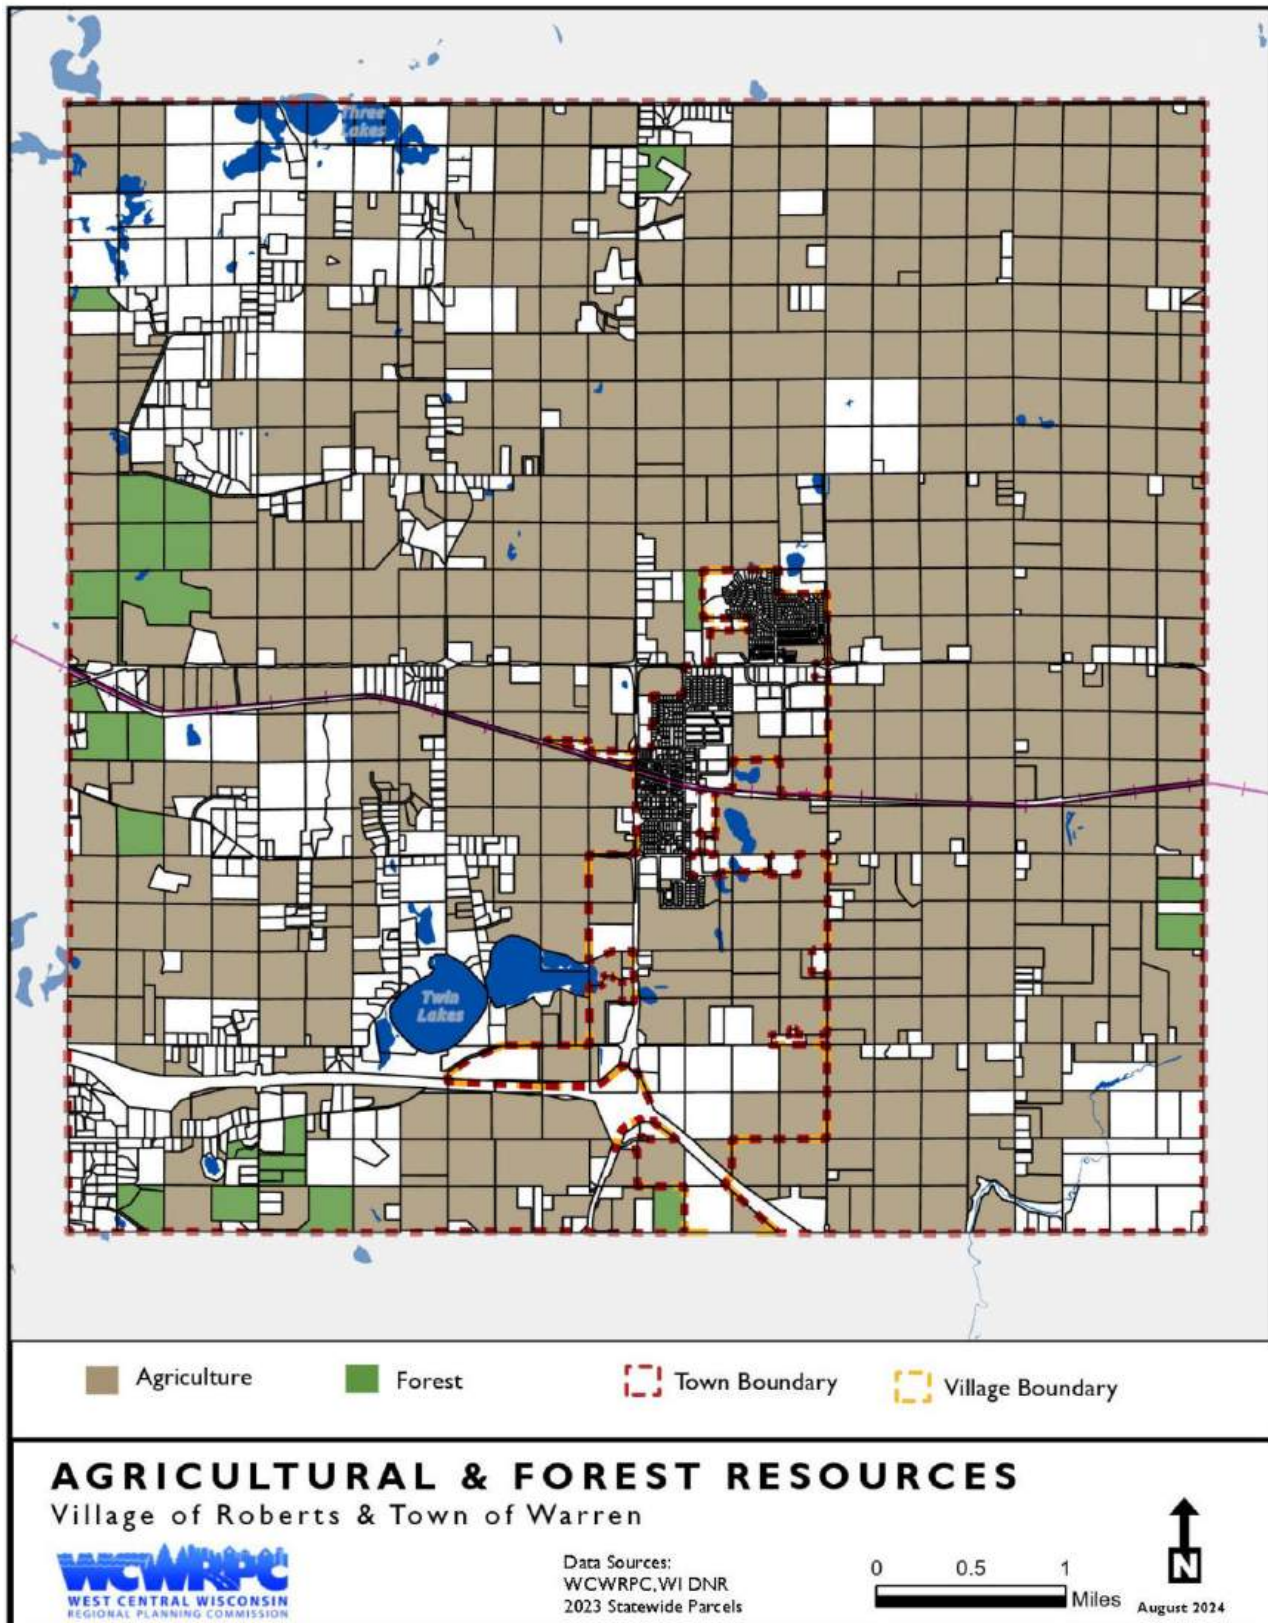 Three
Lakes
Twin
Lakes
Agriculture
Forest
Town Boundary
Village Boundary
AGRICULTURAL & FOREST RESOURCES
Village of Roberts & Town of Warren
WCWRPC
WEST CENTRAL WISCONSIN
REGIONAL PLANNING COMMISSION
Data Sources:
WCWRPC, WI DNR
2023 Statewide Parcels
0 0.5 1
Miles
N
August 2024